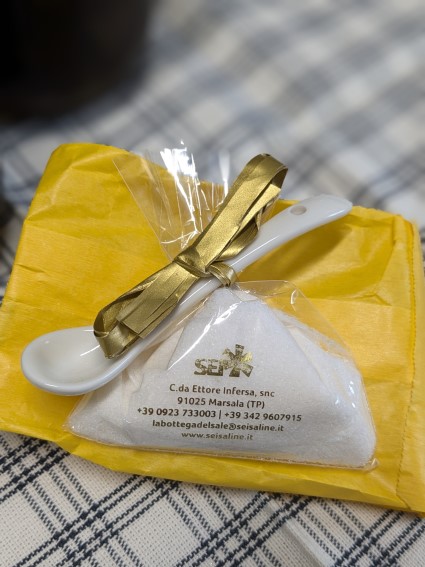 SEI
C.da Ettore Infersa, snc
91025 Marsala (TP)
+39 0923 733003 | +39 342 9607915
labottegadelsale@seisaline.it
www.seisaline.it